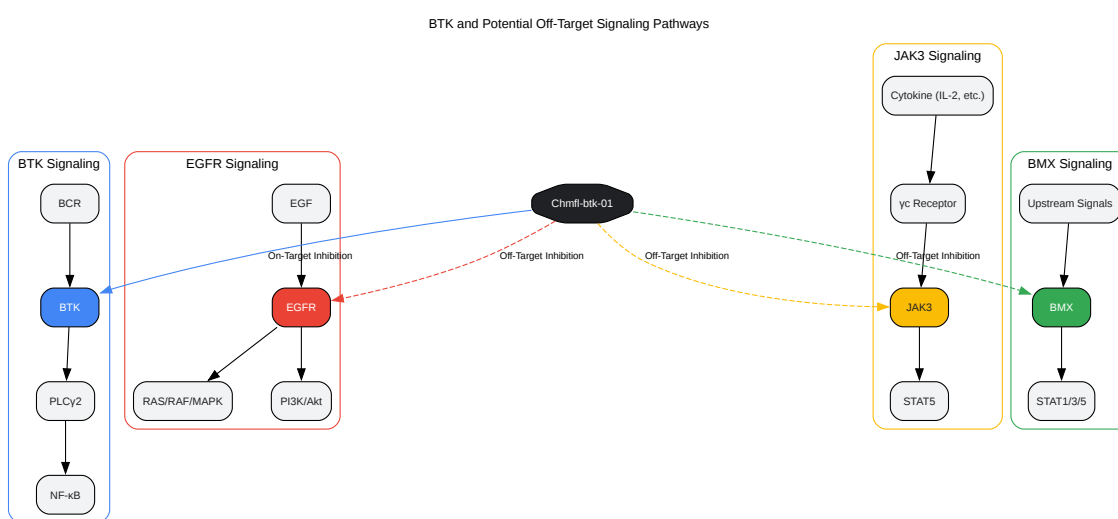 BTK and Potential Off-Target Signaling Pathways
BTK Signaling
BCR
BTK
PLCγ2
NF-κB
EGFR Signaling
EGF
EGFR
RAS/RAF/MAPK
PI3K/Akt
Chmfl-btk-01
On-Target Inhibition
Off-Target Inhibition
Off-Target Inhibition
Off-Target Inhibition
JAK3 Signaling
Cytokine (IL-2, etc.)
γc Receptor
JAK3
STAT5
BMX Signaling
Upstream Signals
BMX
STAT1/3/5